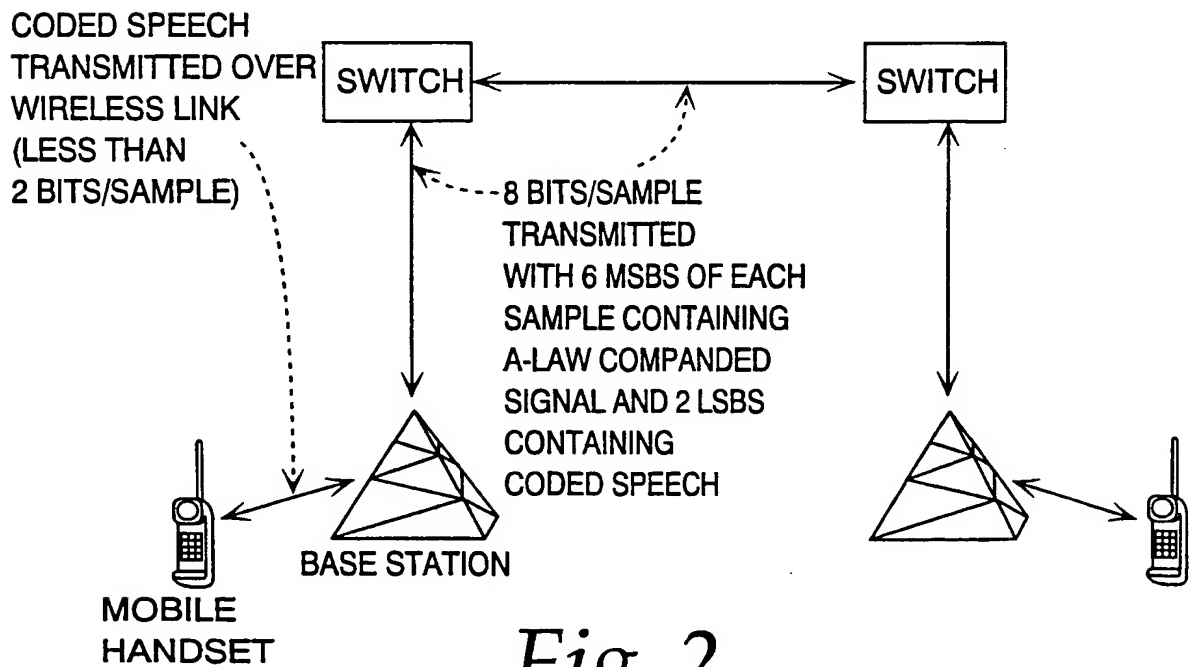 CODED SPEECH
TRANSMITTED OVER
WIRELESS LINK
(LESS THAN
2 BITS/SAMPLE)
SWITCH
SWITCH
8 BITS/SAMPLE
TRANSMITTED
WITH 6 MSBS OF EACH
SAMPLE CONTAINING
A-LAW COMPANDED
SIGNAL AND 2 LSBS
CONTAINING
CODED SPEECH
BASE STATION
MOBILE
HANDSET
Fig. 2